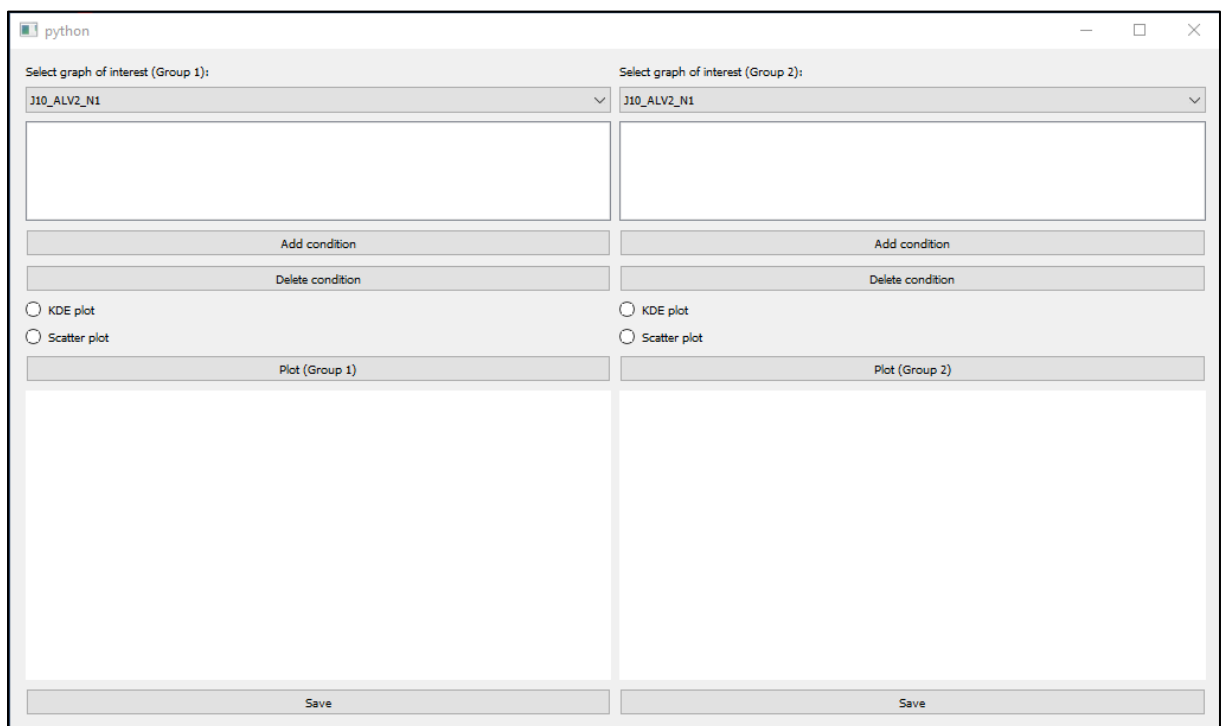 python
Select graph of interest (Group 1):
Select graph of interest (Group 2):
J10_ALV2_N1
J10_ALV2_N1
Add condition
Add condition
Delete condition
Delete condition
KDE plot
KDE plot
Scatter plot
Scatter plot
Plot (Group 1)
Plot (Group 2)
Save
Save